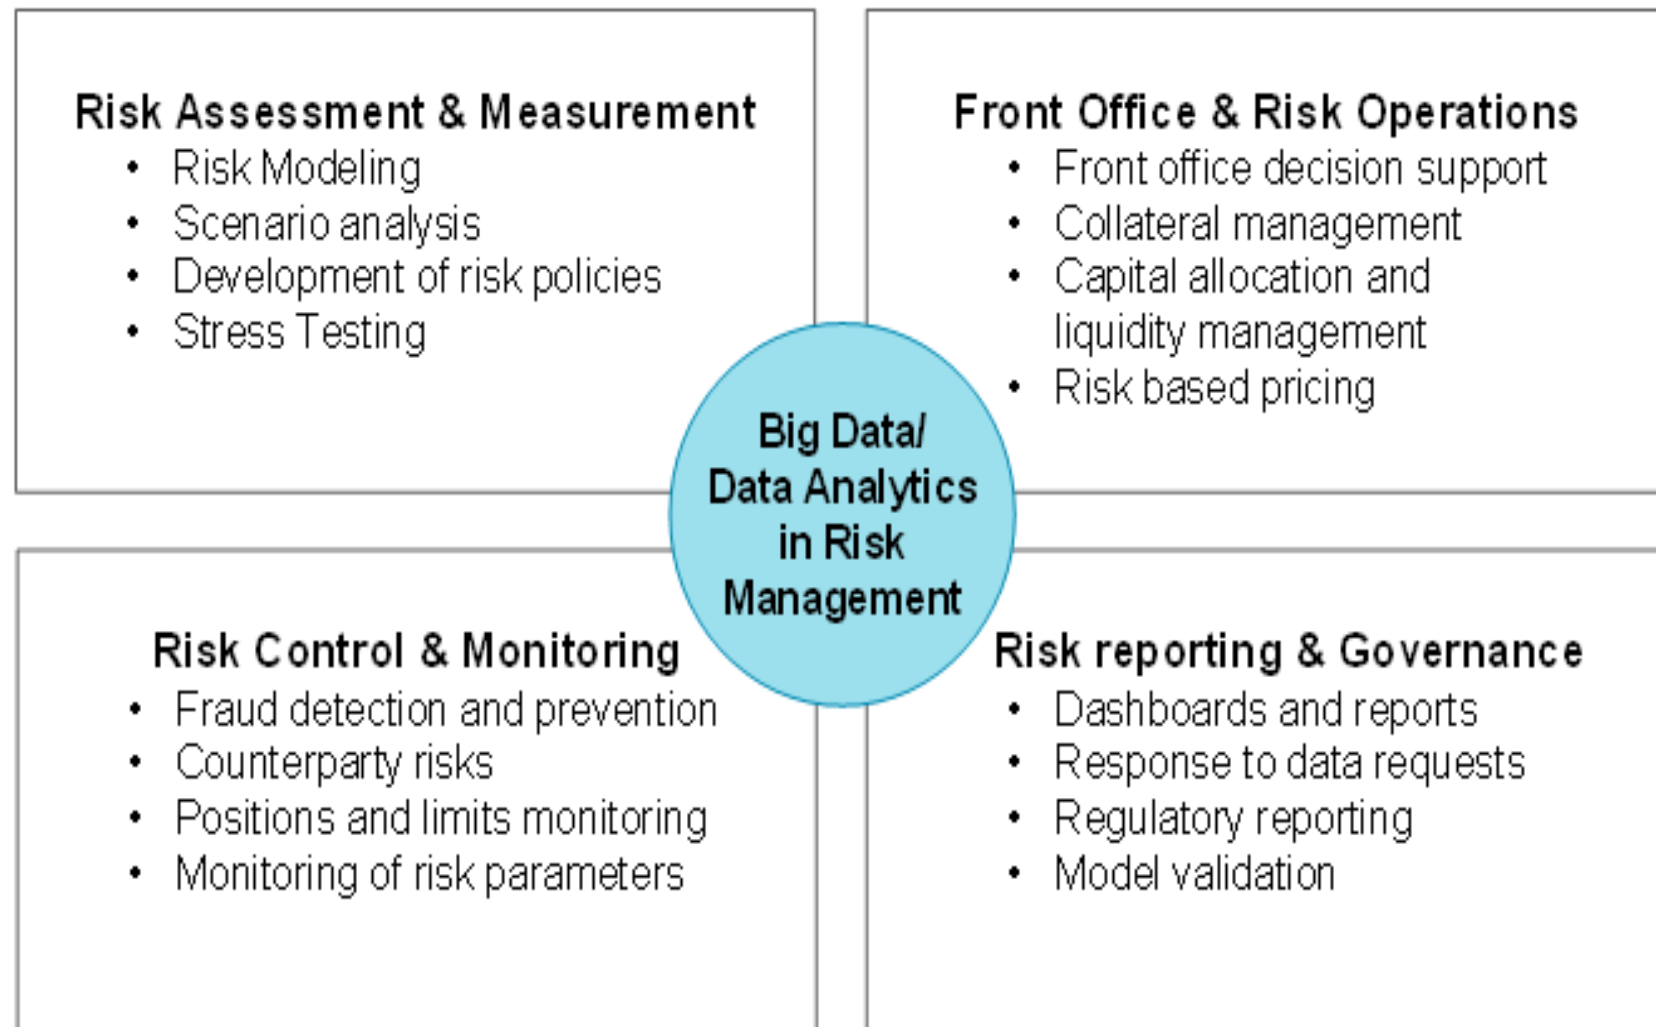 Risk Assessment & Measurement
• Risk Modeling
• Scenario analysis
• Development of risk policies
• Stress Testing
Front Office & Risk Operations
• Front office decision support
• Collateral management
• Capital allocation and
liquidity management
• Risk based pricing
Big Data/
Data Analytics
in Risk
Management
Risk Control & Monitoring
• Fraud detection and prevention
• Counterparty risks
• Positions and limits monitoring
• Monitoring of risk parameters
Risk reporting & Governance
• Dashboards and reports
• Response to data requests
• Regulatory reporting
• Model validation